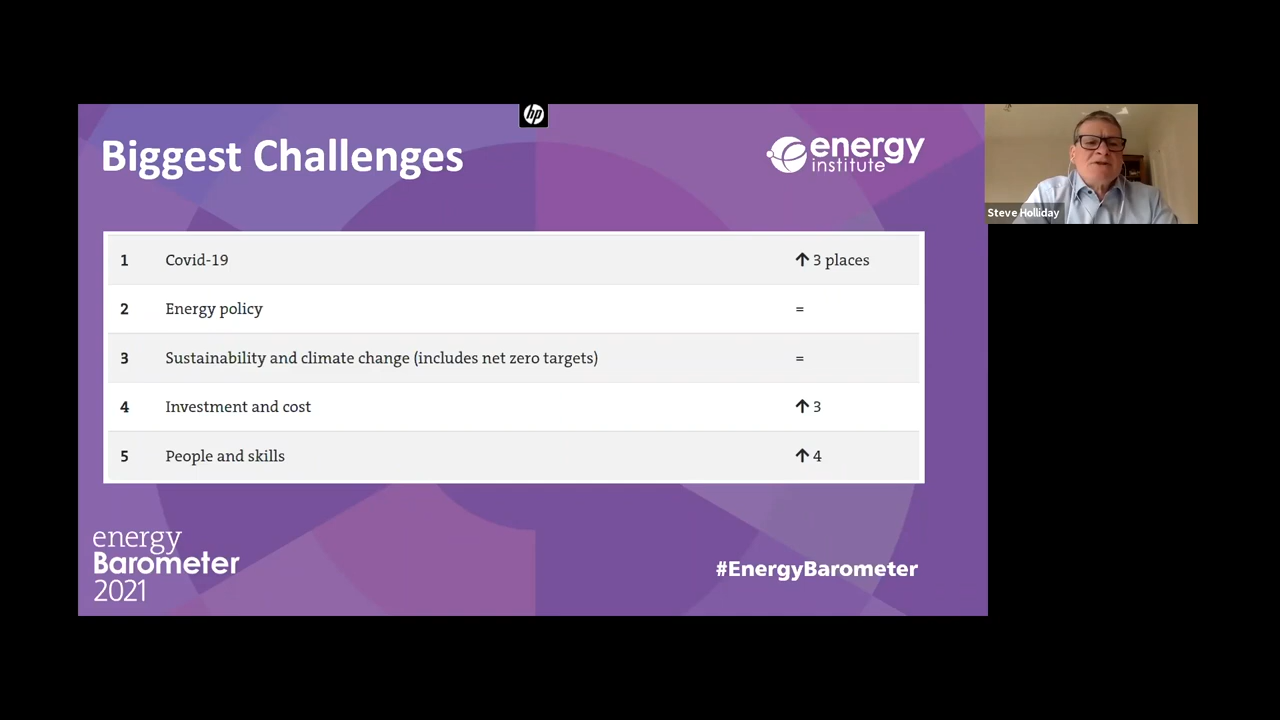 hp
Biggest Challenges
energy
institute
Steve Holliday
1 Covid-19 ↑ 3 places
2 Energy policy =
3 Sustainability and climate change (includes net zero targets) =
4 Investment and cost ↑ 3
5 People and skills ↑ 4
energy
Barometer
2021
#EnergyBarometer